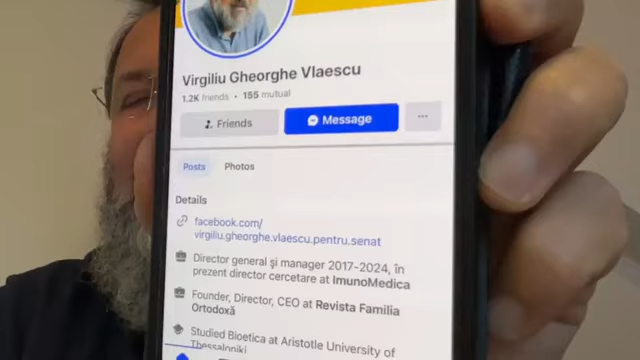 Virgiliu Gheorghe Vlaescu
1.2K friends • 155 mutual
Friends
Message
Posts
Photos
Details
facebook.com/
virgiliu.gheorghe.vlaescu.pentru.senat
Director general și manager 2017-2024, în
prezent director cercetare at ImunoMedica
Founder, Director, CEO at Revista Familia
Ortodoxă
Studied Bioetica at Aristotle University of
Thessaloniki